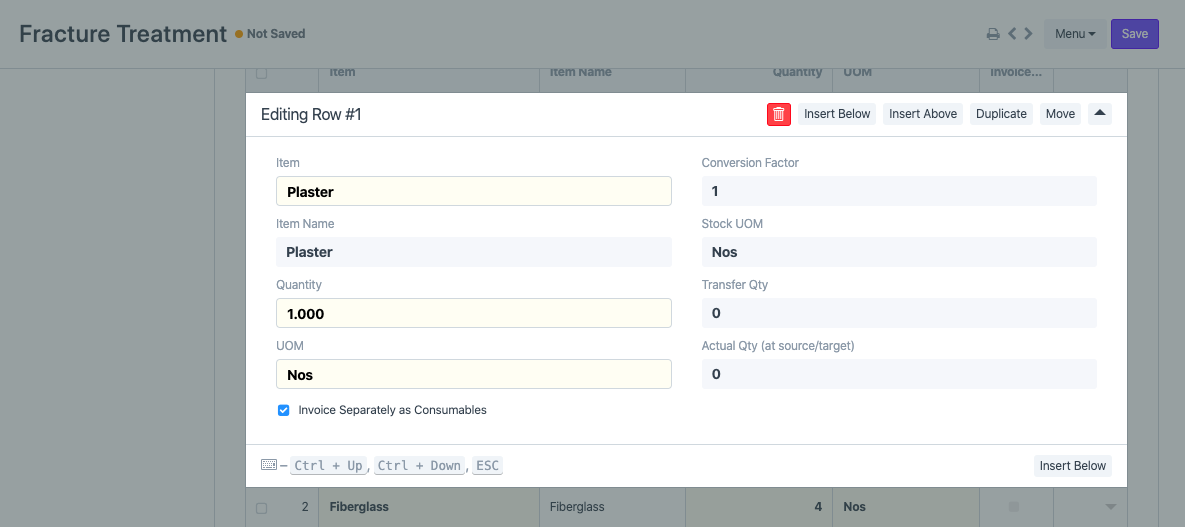 Fracture Treatment Not Saved Menu Save
Item Item Name Quantity UOM Invoice...
Editing Row #1 Insert Below Insert Above Duplicate Move
Item Conversion Factor
Plaster 1
Item Name Stock UOM
Plaster Nos
Quantity Transfer Qty
1.000 0
UOM Actual Qty (at source/target)
Nos 0
Invoice Separately as Consumables
– Ctrl + Up, Ctrl + Down, ESC Insert Below
2 Fiberglass Fiberglass 4 Nos